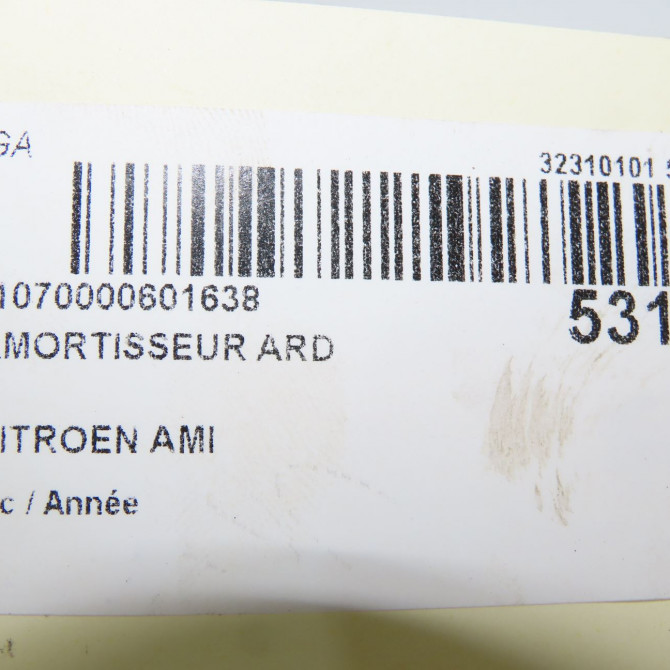 GA
32310101
1070000601638
531
AMORTISSEUR ARD
ITROEN AMI
c / Année